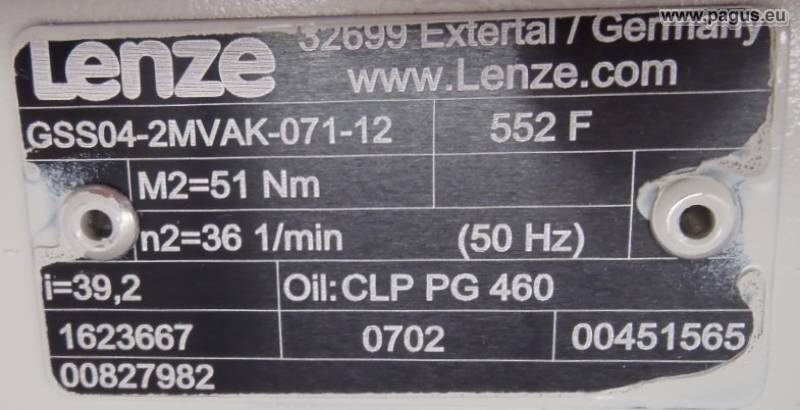 www.pagus.eu
Lenze
32699 Extertal / Germany
www.Lenze.com
GSS04-2MVAK-071-12 552 F
M2=51 Nm
n2=36 1/min (50 Hz)
i=39,2 Oil:CLP PG 460
1623667 0702 00451565
00827982